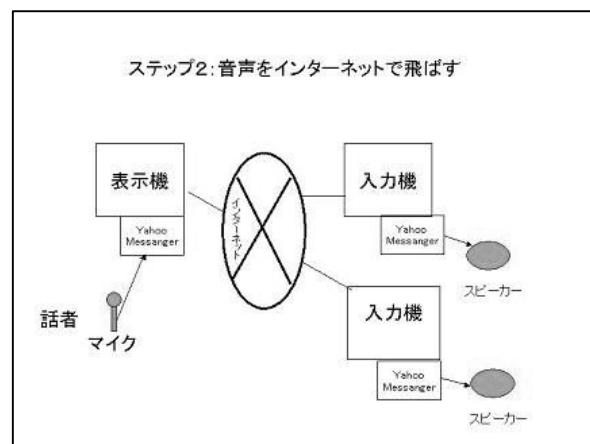 ステップ2:音声をインターネットで飛ばす
表示機
Yahoo
Messanger
インターネット
入力機
Yahoo
Messanger
スピーカー
話者
マイク
入力機
Yahoo
Messanger
スピーカー